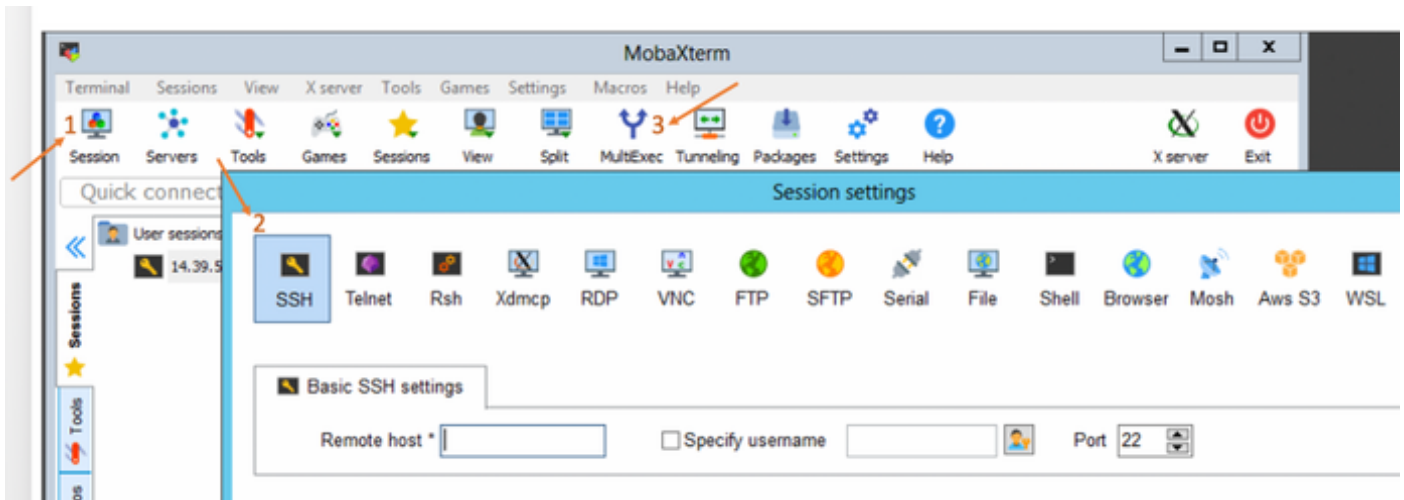 MobaXterm
Terminal Sessions View X server Tools Games Settings Macros Help
1 3
Session Servers Tools Games Sessions View Split MultiExec Tunneling Packages Settings Help X server Exit
Quick connect
Session settings
2
User sessions
14.39.5
SSH Telnet Rsh Xdmcp RDP VNC FTP SFTP Serial File Shell Browser Mosh Aws S3 WSL
Sessions
Basic SSH settings
Tools
Remote host * Specify username Port 22